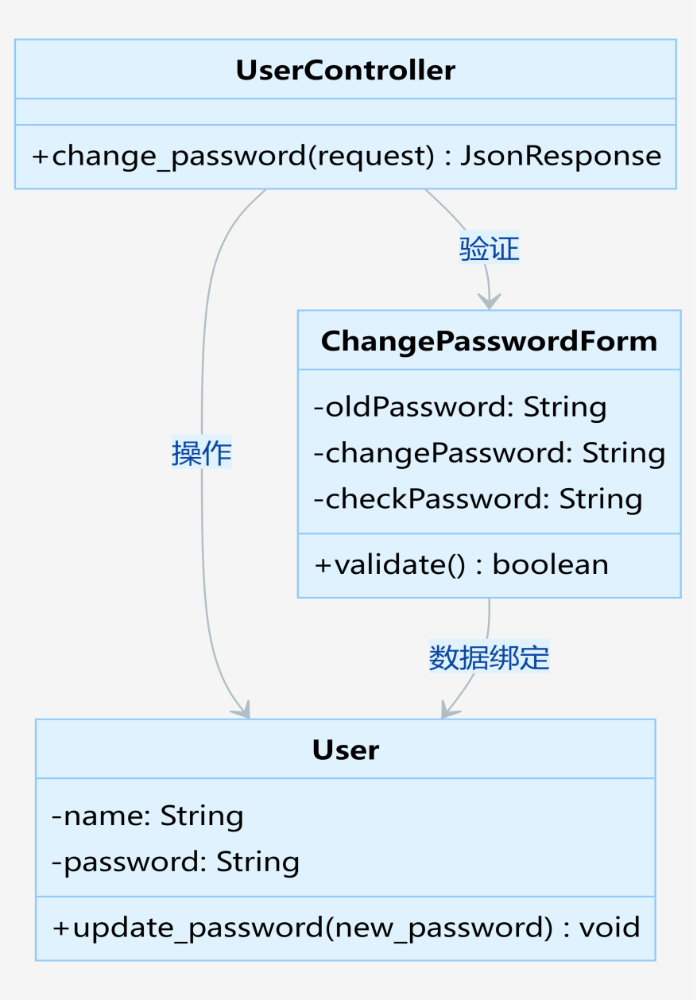 UserController
+change_password(request) : JsonResponse
验证
ChangePasswordForm
-oldPassword: String
-changePassword: String
-checkPassword: String
+validate() : boolean
操作
数据绑定
User
-name: String
-password: String
+update_password(new_password) : void